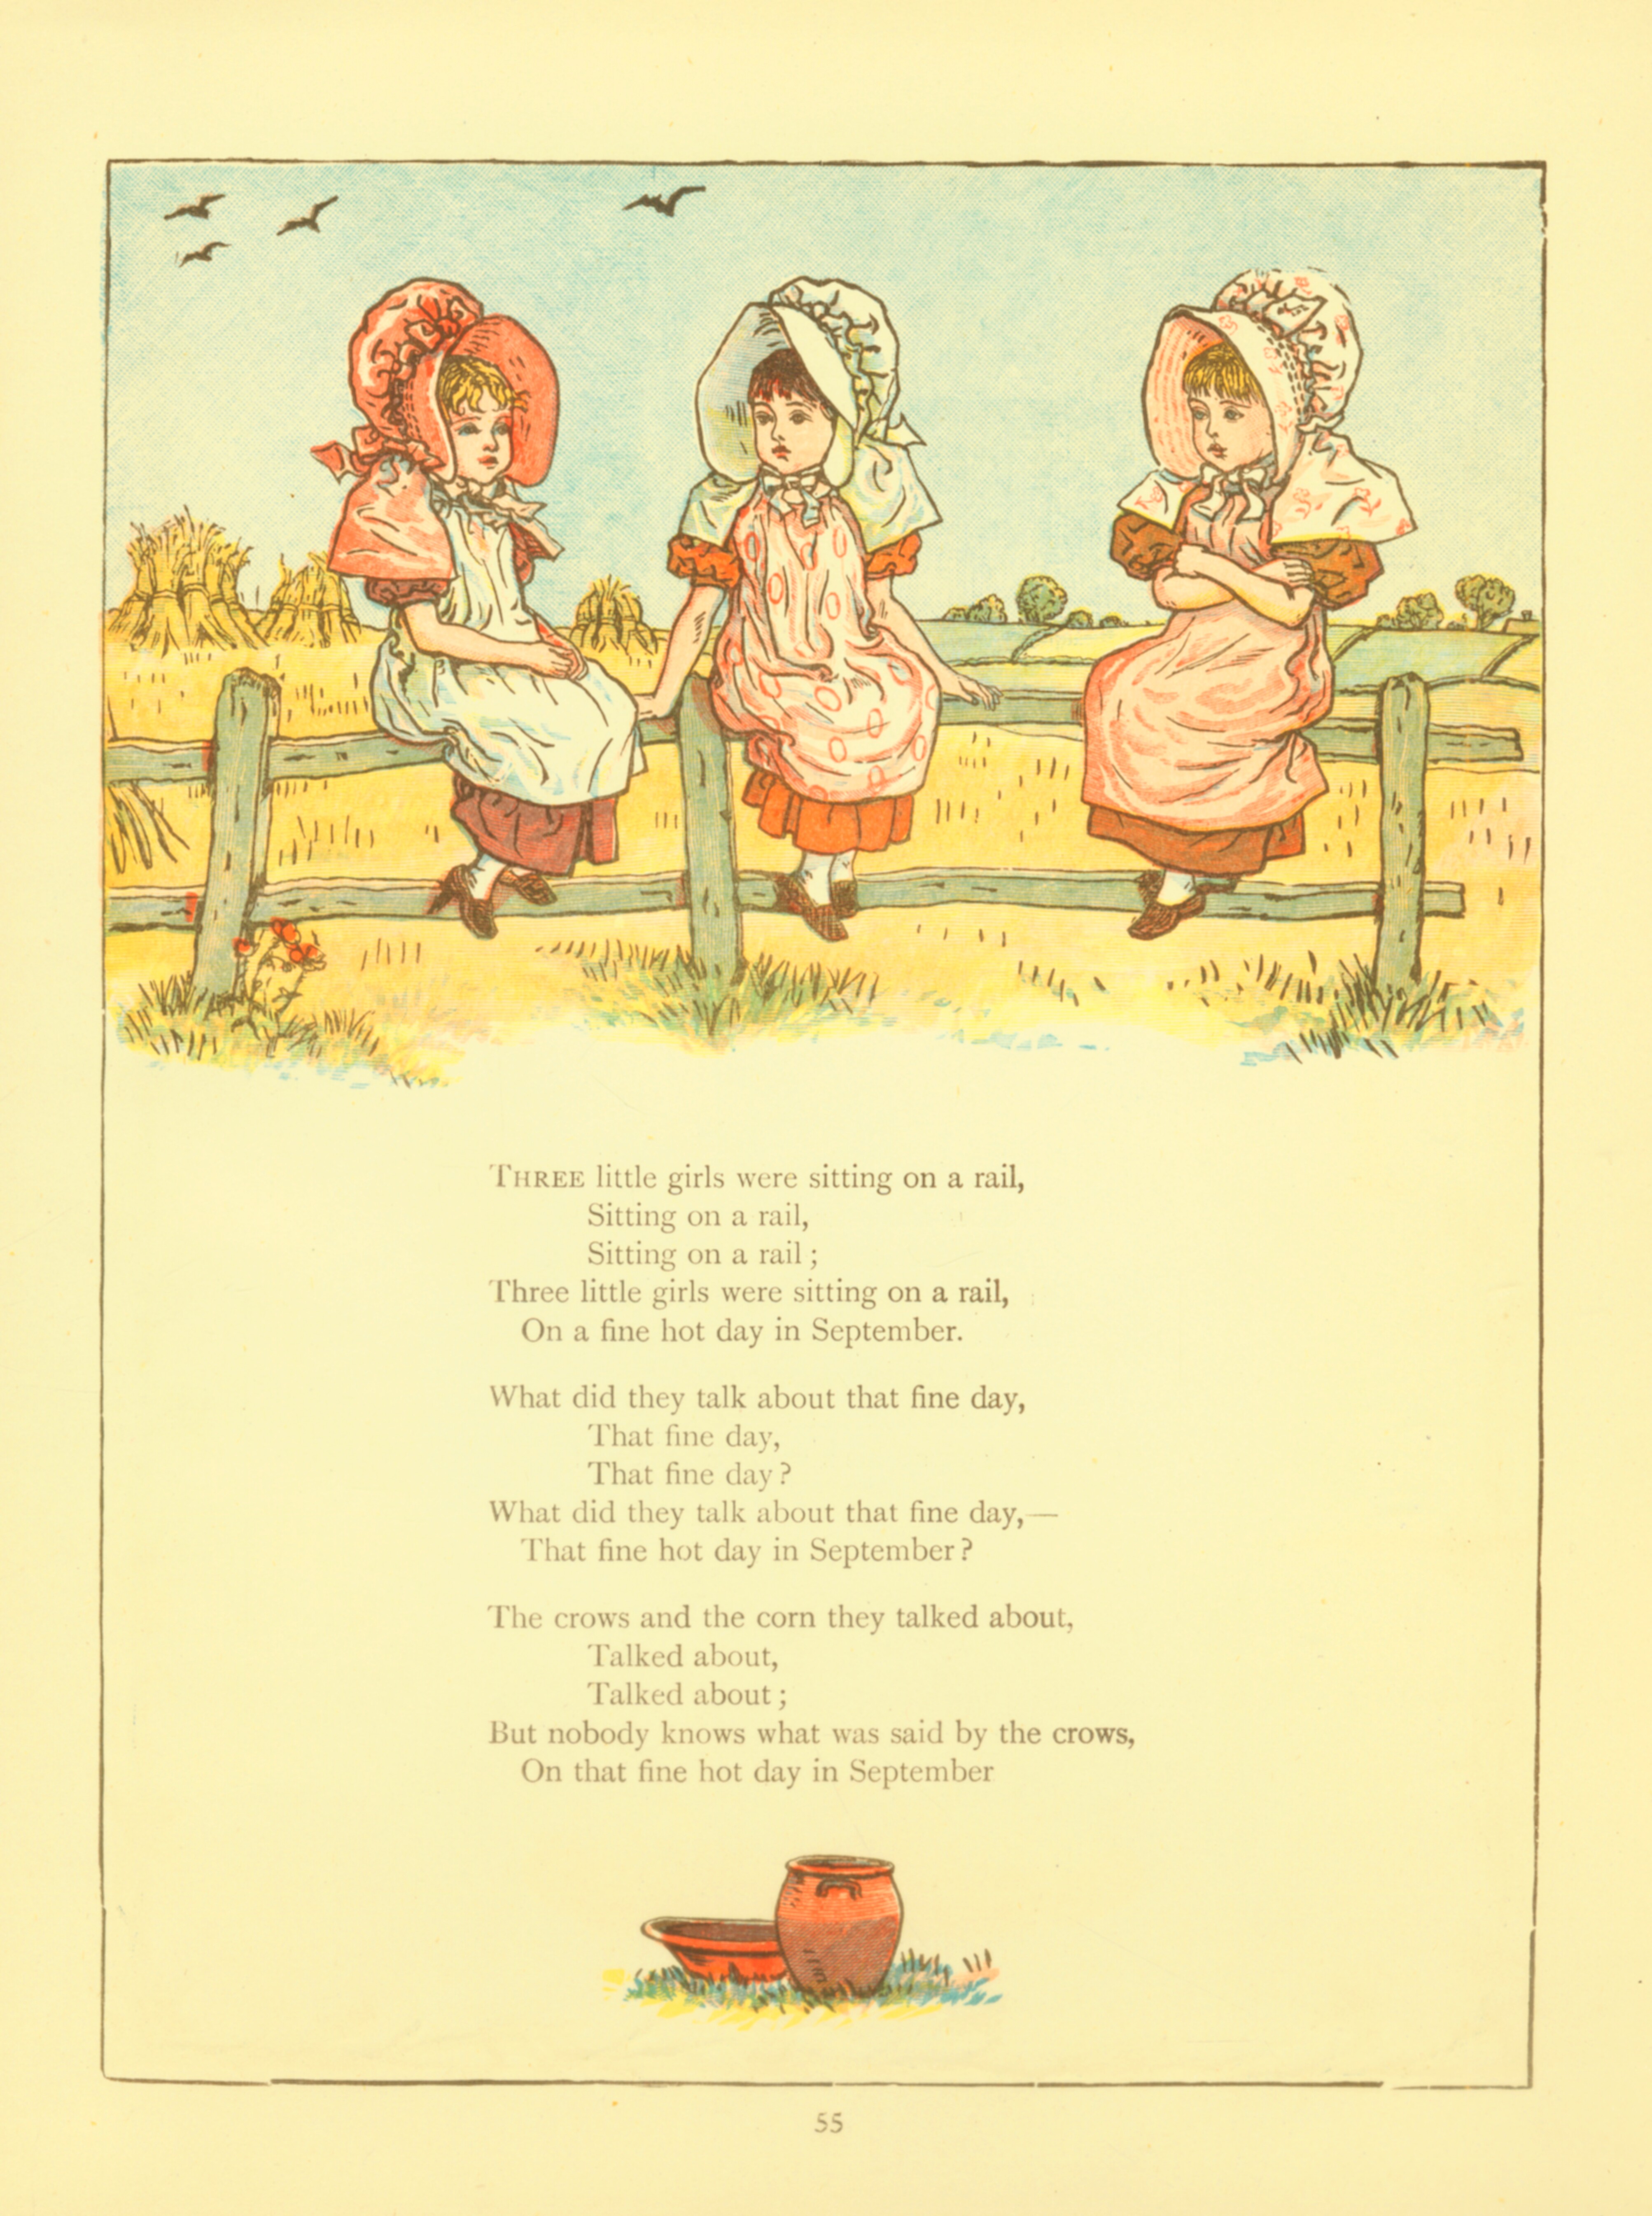 THREE little girls were sitting on a rail,
Sitting on a rail,
Sitting on a rail;
Three little girls were sitting on a rail,
On a fine hot day in September.
What did they talk about that fine day,
That fine day,
That fine day?
What did they talk about that fine day,—
That fine hot day in September?
The crows and the corn they talked about,
Talked about,
Talked about;
But nobody knows what was said by the crows,
On that fine hot day in September
55